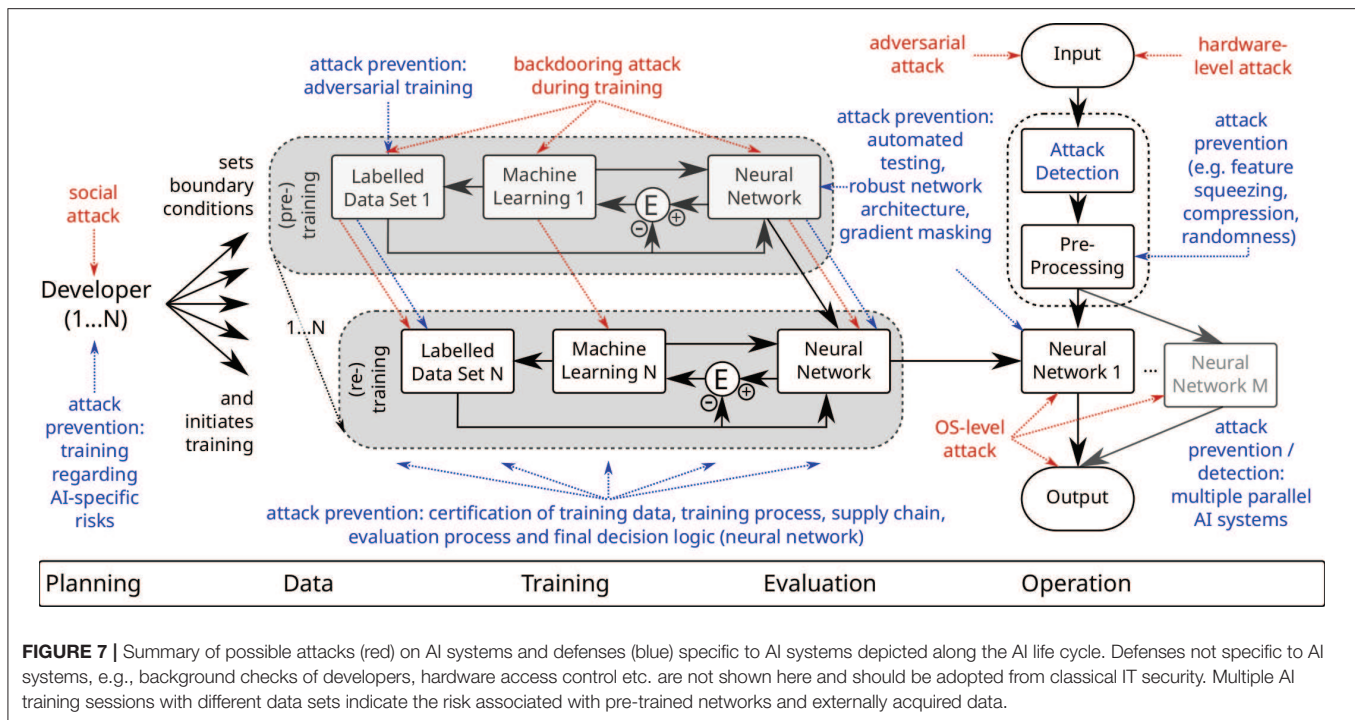 social
attack
Developer
(1...N)
attack
prevention:
training
regarding
AI-specific
risks
sets
boundary
conditions
and
initiates
training
attack prevention:
adversarial training
backdooring attack
during training
(pre-)
training
Labelled
Data Set 1
Machine
Learning 1
E
Neural
Network
1...N
(re-)
training
Labelled
Data Set N
Machine
Learning N
E
Neural
Network
attack prevention: certification of training data, training process, supply chain,
evaluation process and final decision logic (neural network)
attack prevention:
automated
testing,
robust network
architecture,
gradient masking
adversarial
attack
Input
hardware-
level attack
Attack
Detection
Pre-
Processing
attack
prevention
(e.g. feature
squeezing,
compression,
randomness)
Neural
Network 1
...
Neural
Network M
OS-level
attack
Output
attack
prevention /
detection:
multiple parallel
AI systems
Planning Data Training Evaluation Operation
FIGURE 7 | Summary of possible attacks (red) on AI systems and defenses (blue) specific to AI systems depicted along the AI life cycle. Defenses not specific to AI
systems, e.g., background checks of developers, hardware access control etc. are not shown here and should be adopted from classical IT security. Multiple AI
training sessions with different data sets indicate the risk associated with pre-trained networks and externally acquired data.